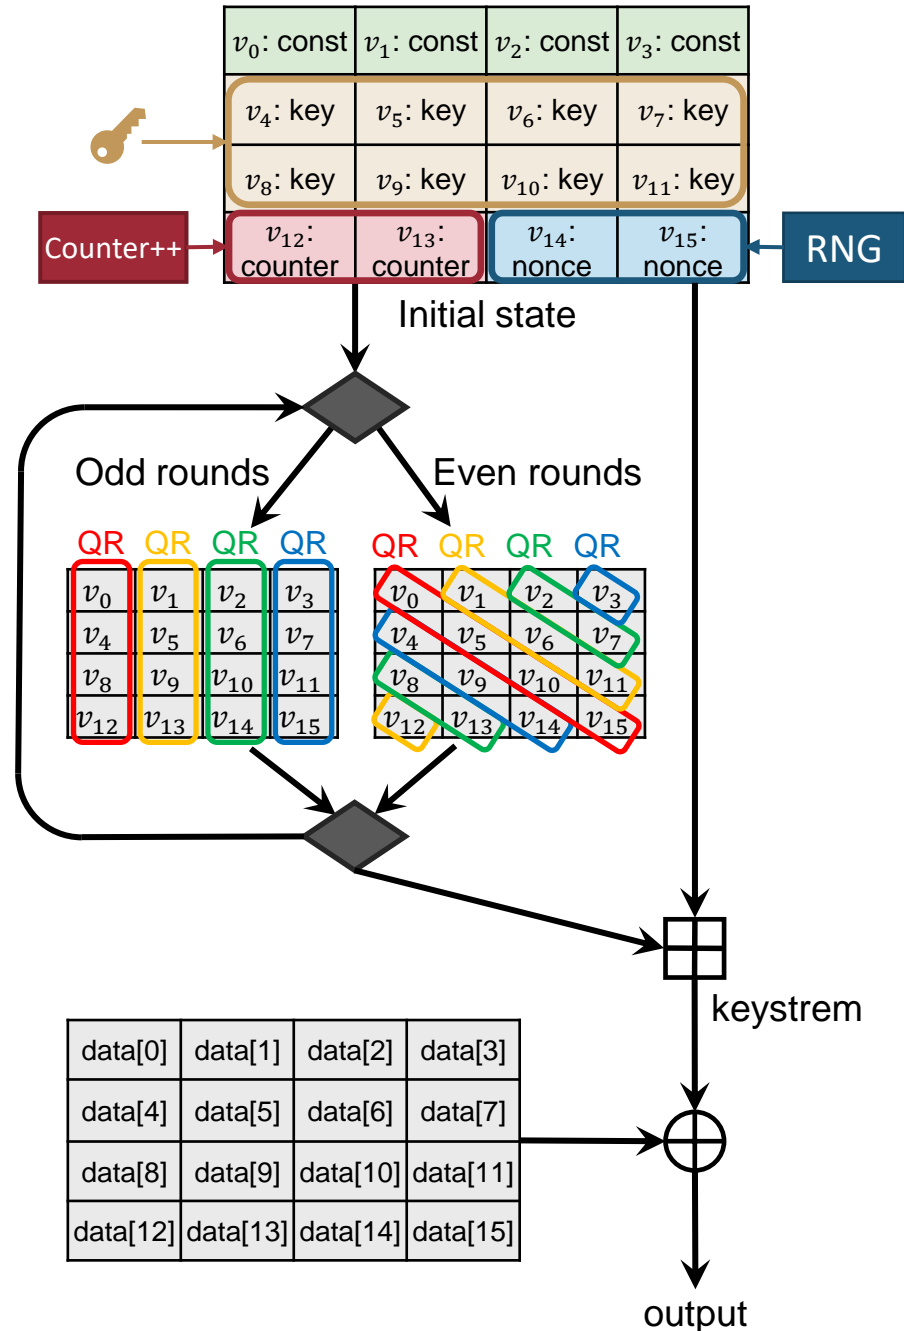 v₀: const v₁: const v₂: const v₃: const
v₄: key v₅: key v₆: key v₇: key
v₈: key v₉: key v₁₀: key v₁₁: key
Counter++
v₁₂: v₁₃: v₁₄: v₁₅:
counter counter nonce nonce
RNG
Initial state
Odd rounds
Even rounds
QR QR QR QR
v₀ v₁ v₂ v₃
v₄ v₅ v₆ v₇
v₈ v₉ v₁₀ v₁₁
v₁₂ v₁₃ v₁₄ v₁₅
QR QR QR QR
v₀ v₁ v₂ v₃
v₄ v₅ v₆ v₇
v₈ v₉ v₁₀ v₁₁
v₁₂ v₁₃ v₁₄ v₁₅
keystrem
data[0] data[1] data[2] data[3]
data[4] data[5] data[6] data[7]
data[8] data[9] data[10] data[11]
data[12] data[13] data[14] data[15]
output